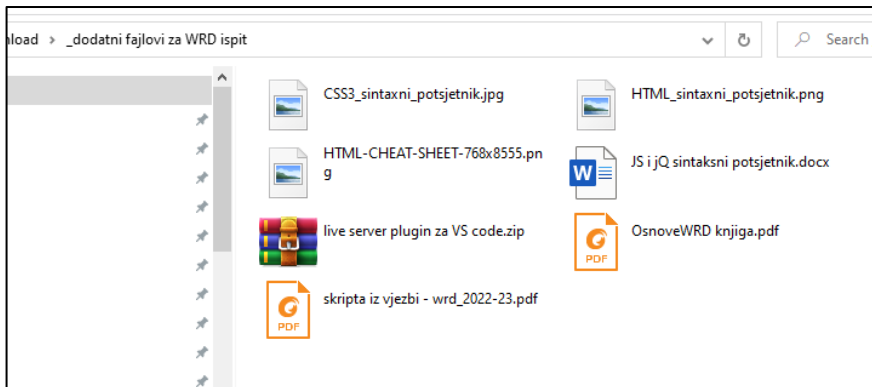 nload > _dodatni fajlovi za WRD ispit
Search
CSS3_sintaxni_potsjetnik.jpg
HTML_sintaxni_potsjetnik.png
HTML-CHEAT-SHEET-768x8555.pn
g
W
JS i jQ sintaksni potsjetnik.docx
live server plugin za VS code.zip
PDF
OsnoveWRD knjiga.pdf
PDF
skripta iz vjezbi - wrd_2022-23.pdf